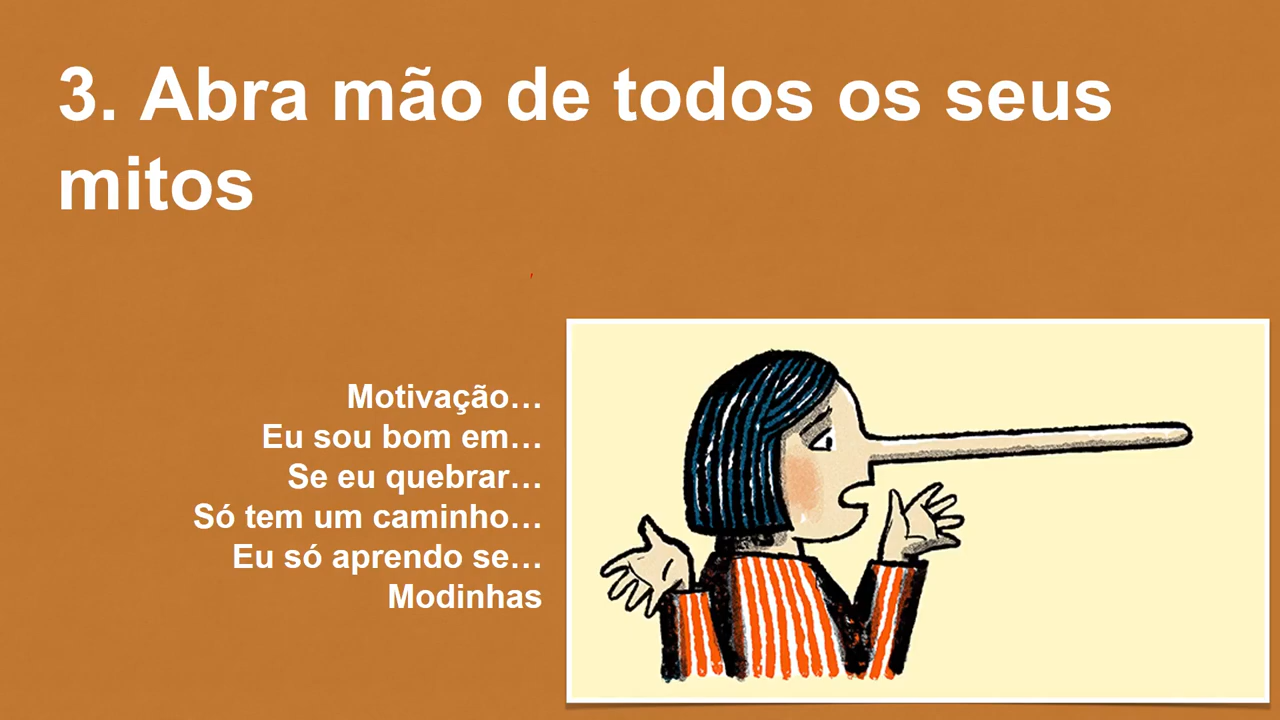 3. Abra mão de todos os seus
mitos
Motivação…
Eu sou bom em…
Se eu quebrar…
Só tem um caminho…
Eu só aprendo se…
Modinhas